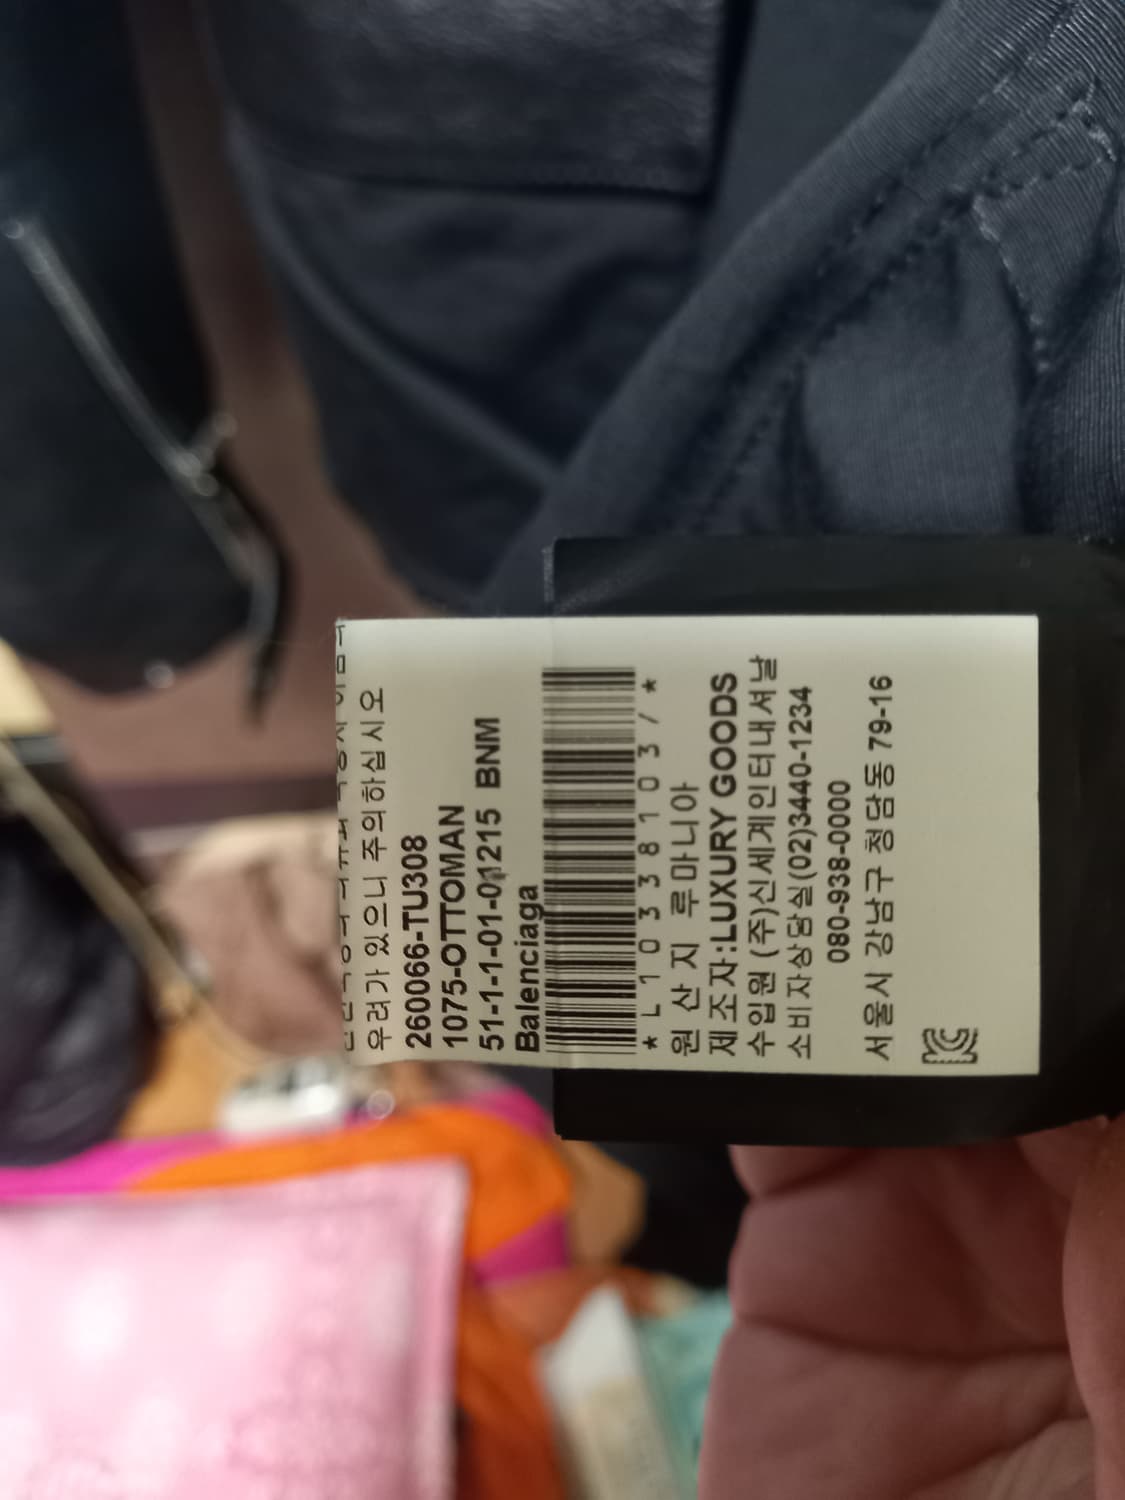 우려가 있으니 주의하십시오
260066-TU308
1075-OTTOMAN
51-1-1-01-01215 BNM
Balenciaga
*L10338103/*
원 산 지 루마니아
제조자:LUXURY GOODS
수입원 (주)신세계인터내셔날
소비자상담실(02)3440-1234
080-938-0000
서울시 강남구 청담동 79-16
KC